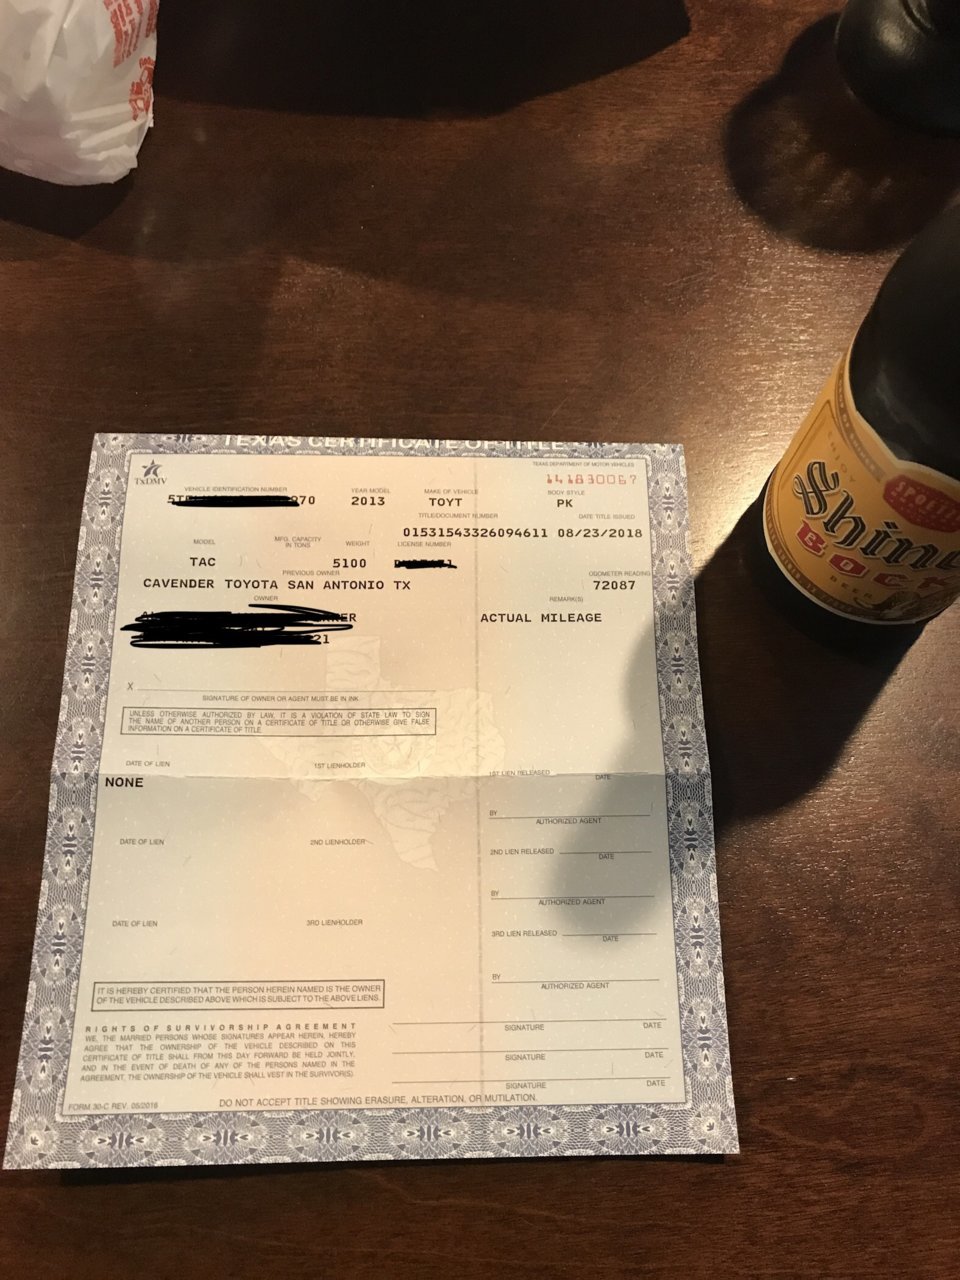 TEXAS CERTIFICATE OF TITLE
TxDMV
TEXAS DEPARTMENT OF MOTOR VEHICLES
VEHICLE IDENTIFICATION NUMBER
YEAR MODEL
MAKE OF VEHICLE
BODY STYLE
141830067
970
2013
TOYT
PK
TITLE/DOCUMENT NUMBER
DATE TITLE ISSUED
01531543326094611 08/23/2018
MODEL
MFG. CAPACITY IN TONS
WEIGHT
LICENSE NUMBER
TAC
5100
PREVIOUS OWNER
ODOMETER READING
CAVENDER TOYOTA SAN ANTONIO TX
72087
OWNER
REMARK(S)
ACTUAL MILEAGE
21
X
SIGNATURE OF OWNER OR AGENT MUST BE IN INK
UNLESS OTHERWISE AUTHORIZED BY LAW, IT IS A VIOLATION OF STATE LAW TO SIGN
THE NAME OF ANOTHER PERSON ON A CERTIFICATE OF TITLE OR OTHERWISE GIVE FALSE
INFORMATION ON A CERTIFICATE OF TITLE.
DATE OF LIEN
1ST LIENHOLDER
1ST LIEN RELEASED
DATE
NONE
BY
AUTHORIZED AGENT
DATE OF LIEN
2ND LIENHOLDER
2ND LIEN RELEASED
DATE
BY
AUTHORIZED AGENT
DATE OF LIEN
3RD LIENHOLDER
3RD LIEN RELEASED
DATE
BY
AUTHORIZED AGENT
IT IS HEREBY CERTIFIED THAT THE PERSON HEREIN NAMED IS THE OWNER
OF THE VEHICLE DESCRIBED ABOVE WHICH IS SUBJECT TO THE ABOVE LIENS.
RIGHTS OF SURVIVORSHIP AGREEMENT
WE, THE MARRIED PERSONS WHOSE SIGNATURES APPEAR HEREIN, HEREBY
AGREE THAT THE OWNERSHIP OF THE VEHICLE DESCRIBED ON THIS
CERTIFICATE OF TITLE SHALL FROM THIS DAY FORWARD BE HELD JOINTLY,
AND IN THE EVENT OF DEATH OF ANY OF THE PERSONS NAMED IN THE
AGREEMENT, THE OWNERSHIP OF THE VEHICLE SHALL VEST IN THE SURVIVOR(S).
SIGNATURE
DATE
SIGNATURE
DATE
SIGNATURE
DATE
FORM 30-C REV. 05/2016
DO NOT ACCEPT TITLE SHOWING ERASURE, ALTERATION, OR MUTILATION.
ENJOY
Shin
BOCK
BEER